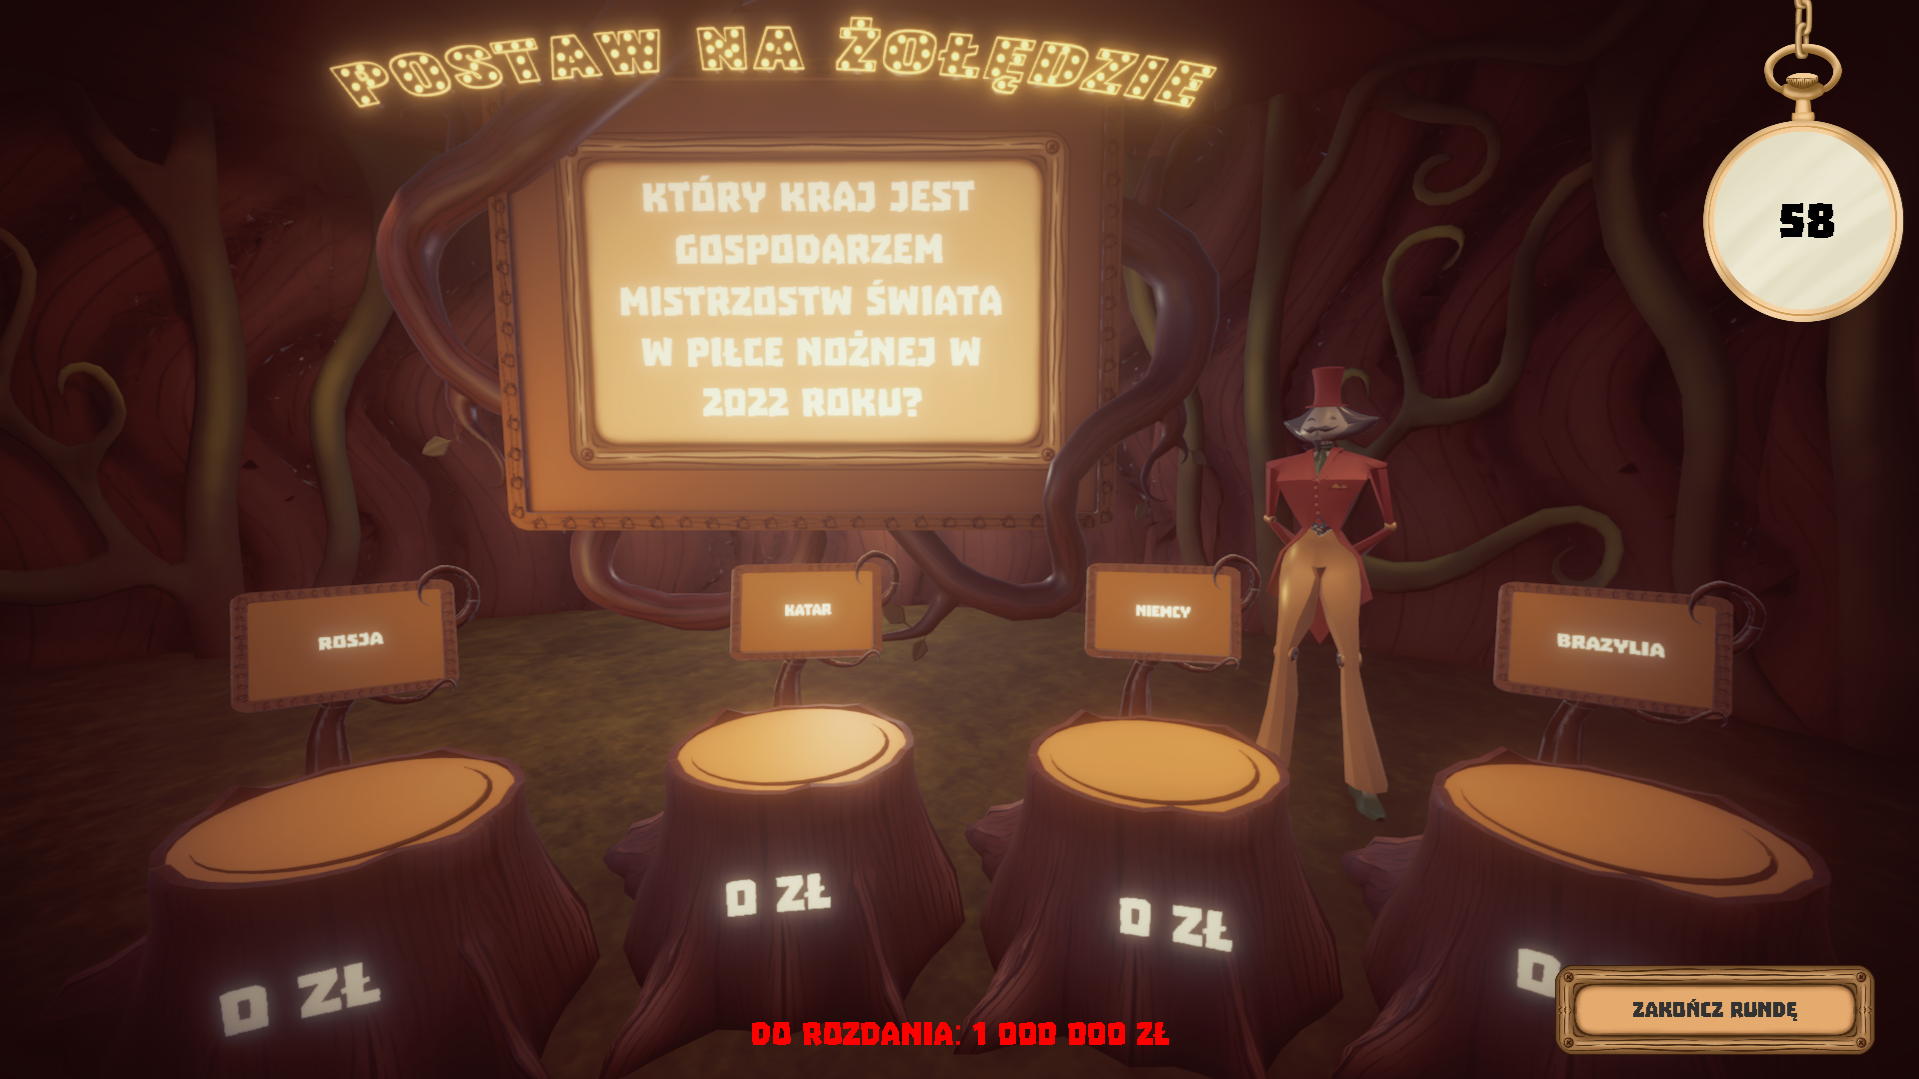 POSTAW NA ŻOŁĘDZIE
58
KTÓRY KRAJ JEST
GOSPODARZEM
MISTRZOSTW ŚWIATA
W PIŁCE NOŻNEJ W
2022 ROKU?
ROSJA
KATAR
NIEMCY
BRAZYLIA
0 ZŁ
0 ZŁ
0 ZŁ
0
ZAKOŃCZ RUNDĘ
DO ROZDANIA: 1 000 000 ZŁ